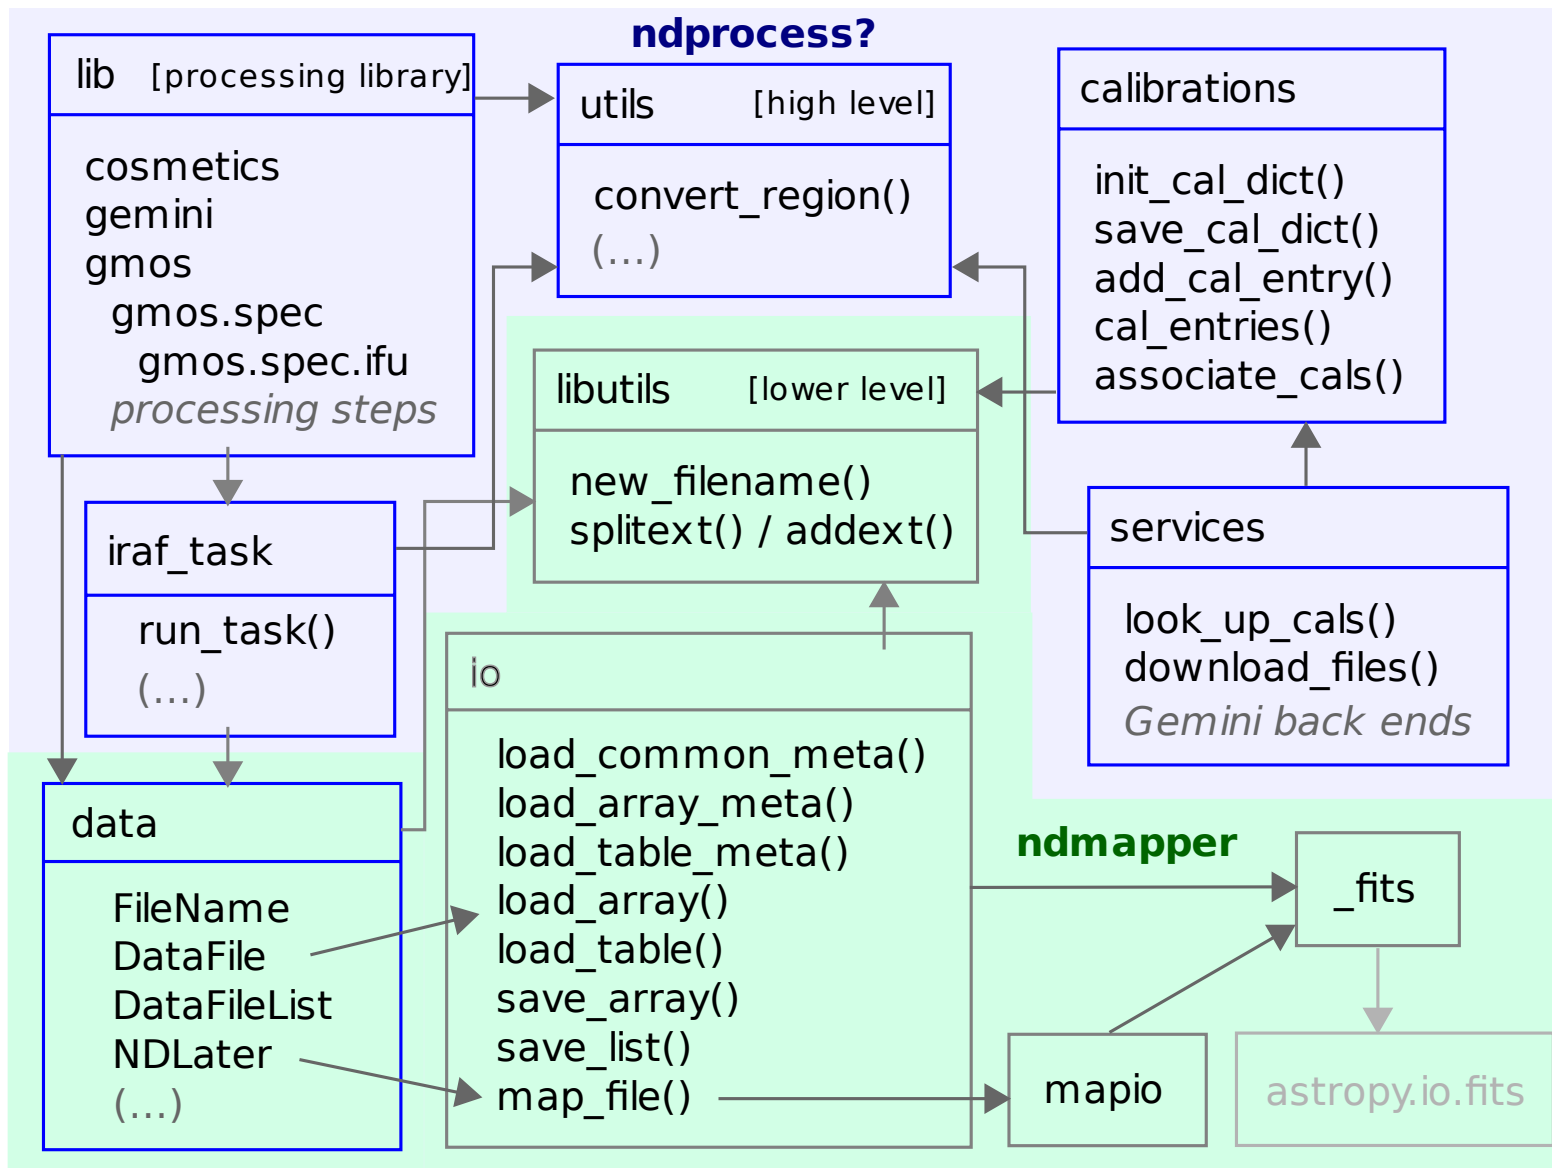 ndprocess?
lib [processing library]
cosmetics
gemini
gmos
gmos.spec
gmos.spec.ifu
processing steps
utils [high level]
convert_region()
(...)
calibrations
init_cal_dict()
save_cal_dict()
add_cal_entry()
cal_entries()
associate_cals()
libutils [lower level]
new_filename()
splitext() / addext()
iraf_task
run_task()
(...)
services
look_up_cals()
download_files()
Gemini back ends
data
FileName
DataFile
DataFileList
NDLater
(...)
io
load_common_meta()
load_array_meta()
load_table_meta()
load_array()
load_table()
save_array()
save_list()
map_file()
ndmapper
_fits
mapio
astropy.io.fits